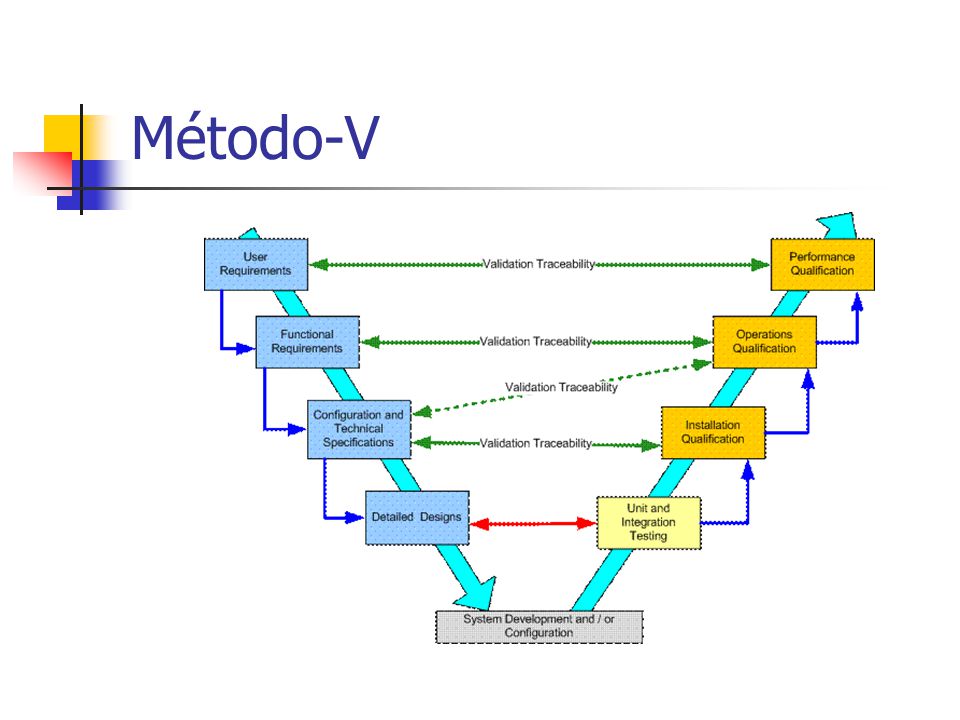 Método-V
User
Requirements
Validation Traceability
Performance
Qualification
Functional
Requirements
Validation Traceability
Operations
Qualification
Validation Traceability
Configuration and
Technical
Specifications
Validation Traceability
Installation
Qualification
Detailed Designs
Unit and
Integration
Testing
System Development and / or
Configuration